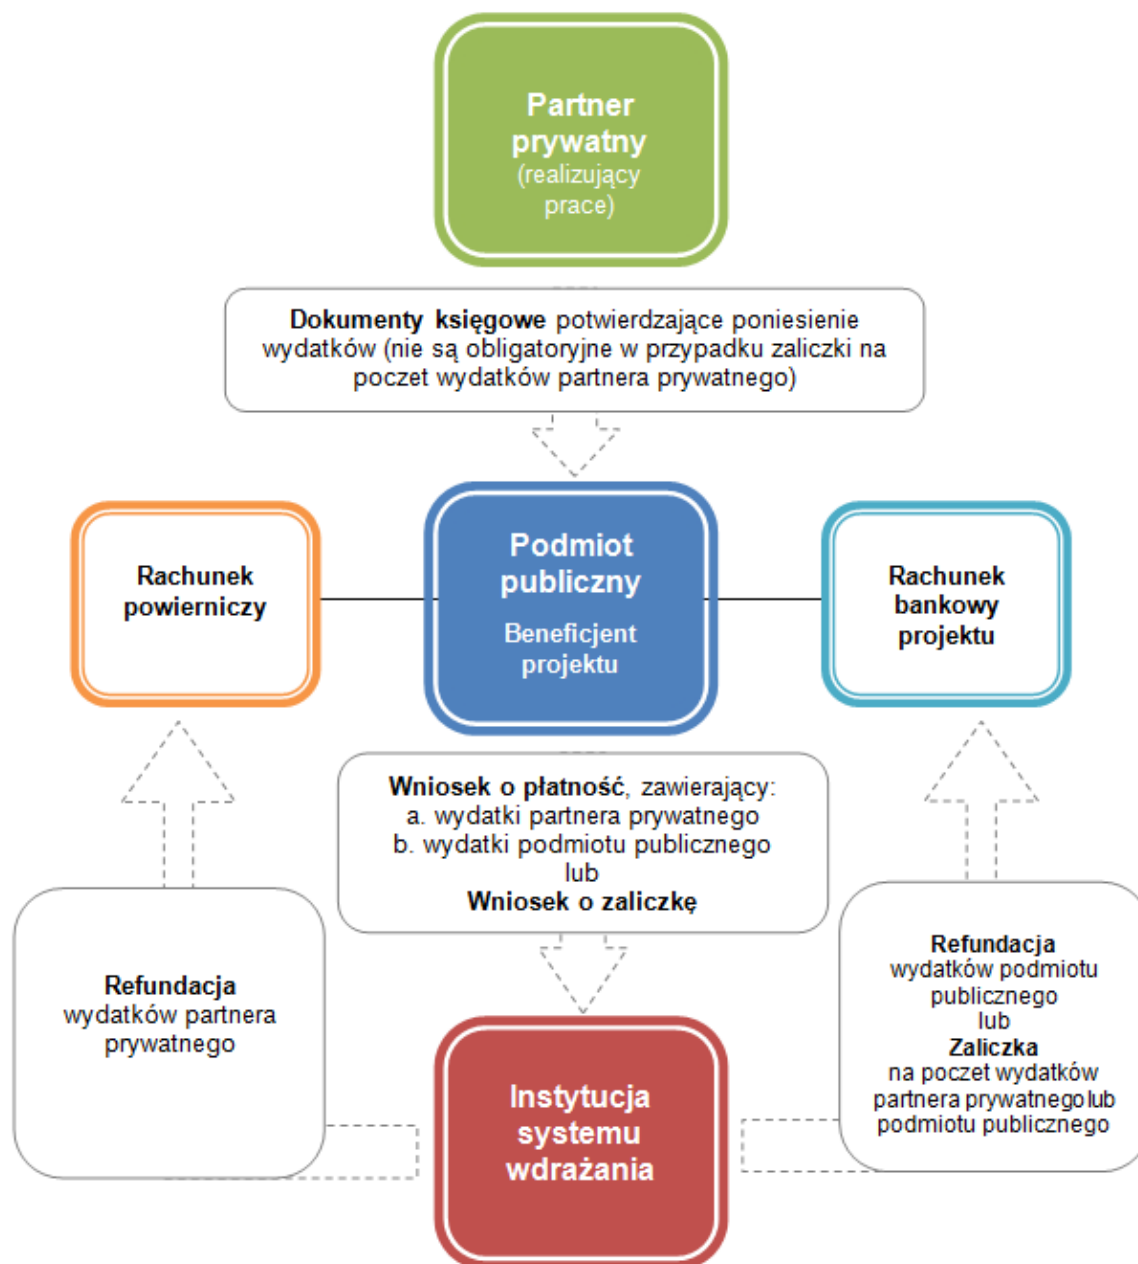 Partner
prywatny
(realizujący
prace)
Dokumenty księgowe potwierdzające poniesienie
wydatków (nie są obligatoryjne w przypadku zaliczki na
poczet wydatków partnera prywatnego)
Rachunek
powierniczy
Podmiot
publiczny
Beneficjent
projektu
Rachunek
bankowy
projektu
Wniosek o płatność, zawierający:
a. wydatki partnera prywatnego
b. wydatki podmiotu publicznego
lub
Wniosek o zaliczkę
Refundacja
wydatków partnera
prywatnego
Refundacja
wydatków podmiotu
publicznego
lub
Zaliczka
na poczet wydatków
partnera prywatnegolub
podmiotu publicznego
Instytucja
systemu
wdrażania